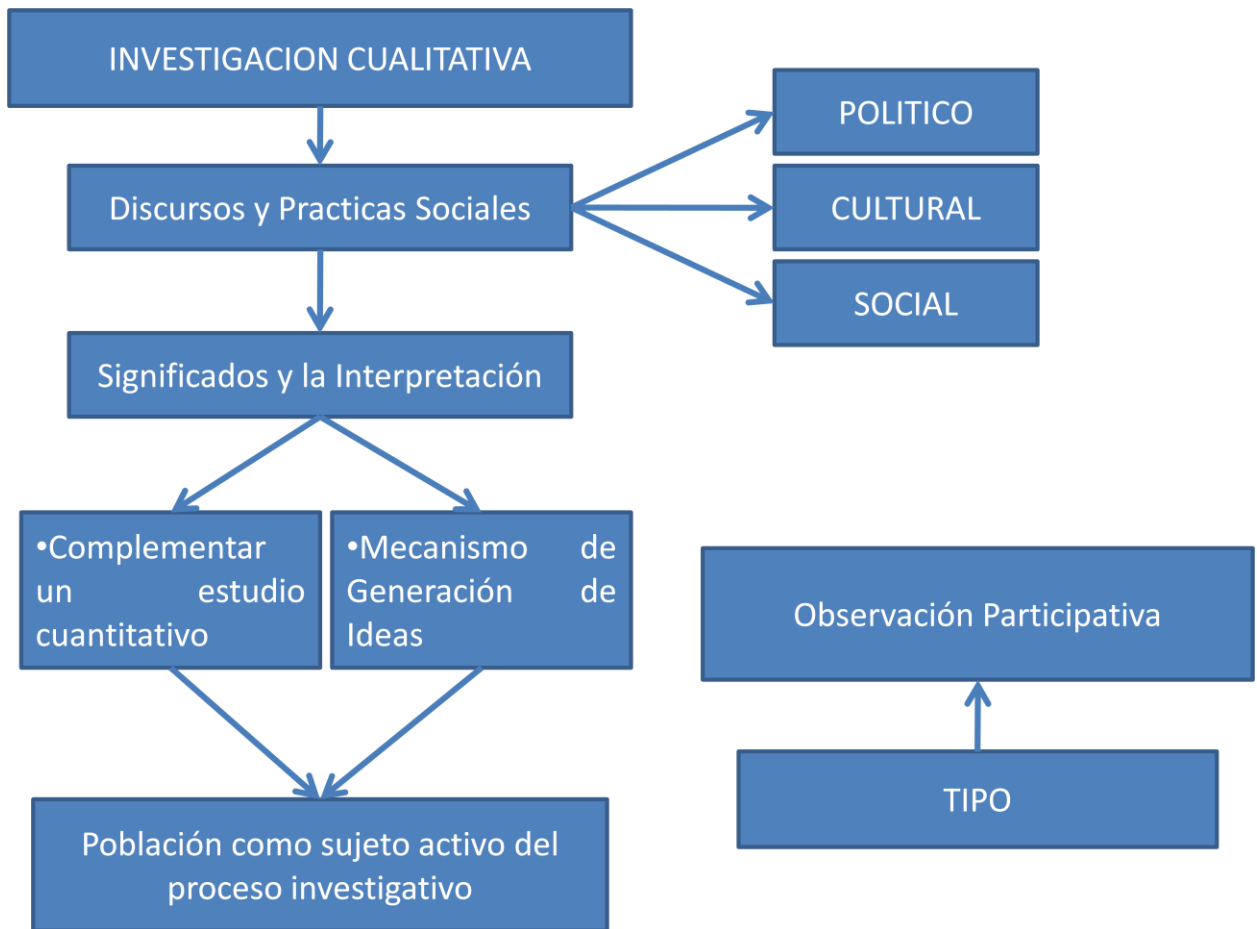 INVESTIGACION CUALITATIVA
POLITICO
Discursos y Practicas Sociales
CULTURAL
SOCIAL
Significados y la Interpretación
•Complementar
un estudio
cuantitativo
•Mecanismo de
Generación de
Ideas
Observación Participativa
TIPO
Población como sujeto activo del
proceso investigativo